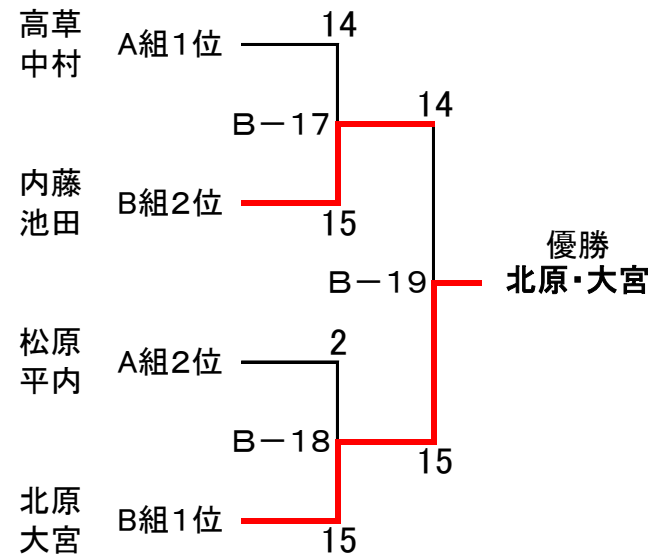 高草
中村
A組1位
14
B－17
14
内藤
池田
B組2位
15
優勝
B－19
北原・大宮
松原
平内
A組2位
2
B－18
15
北原
大宮
B組1位
15